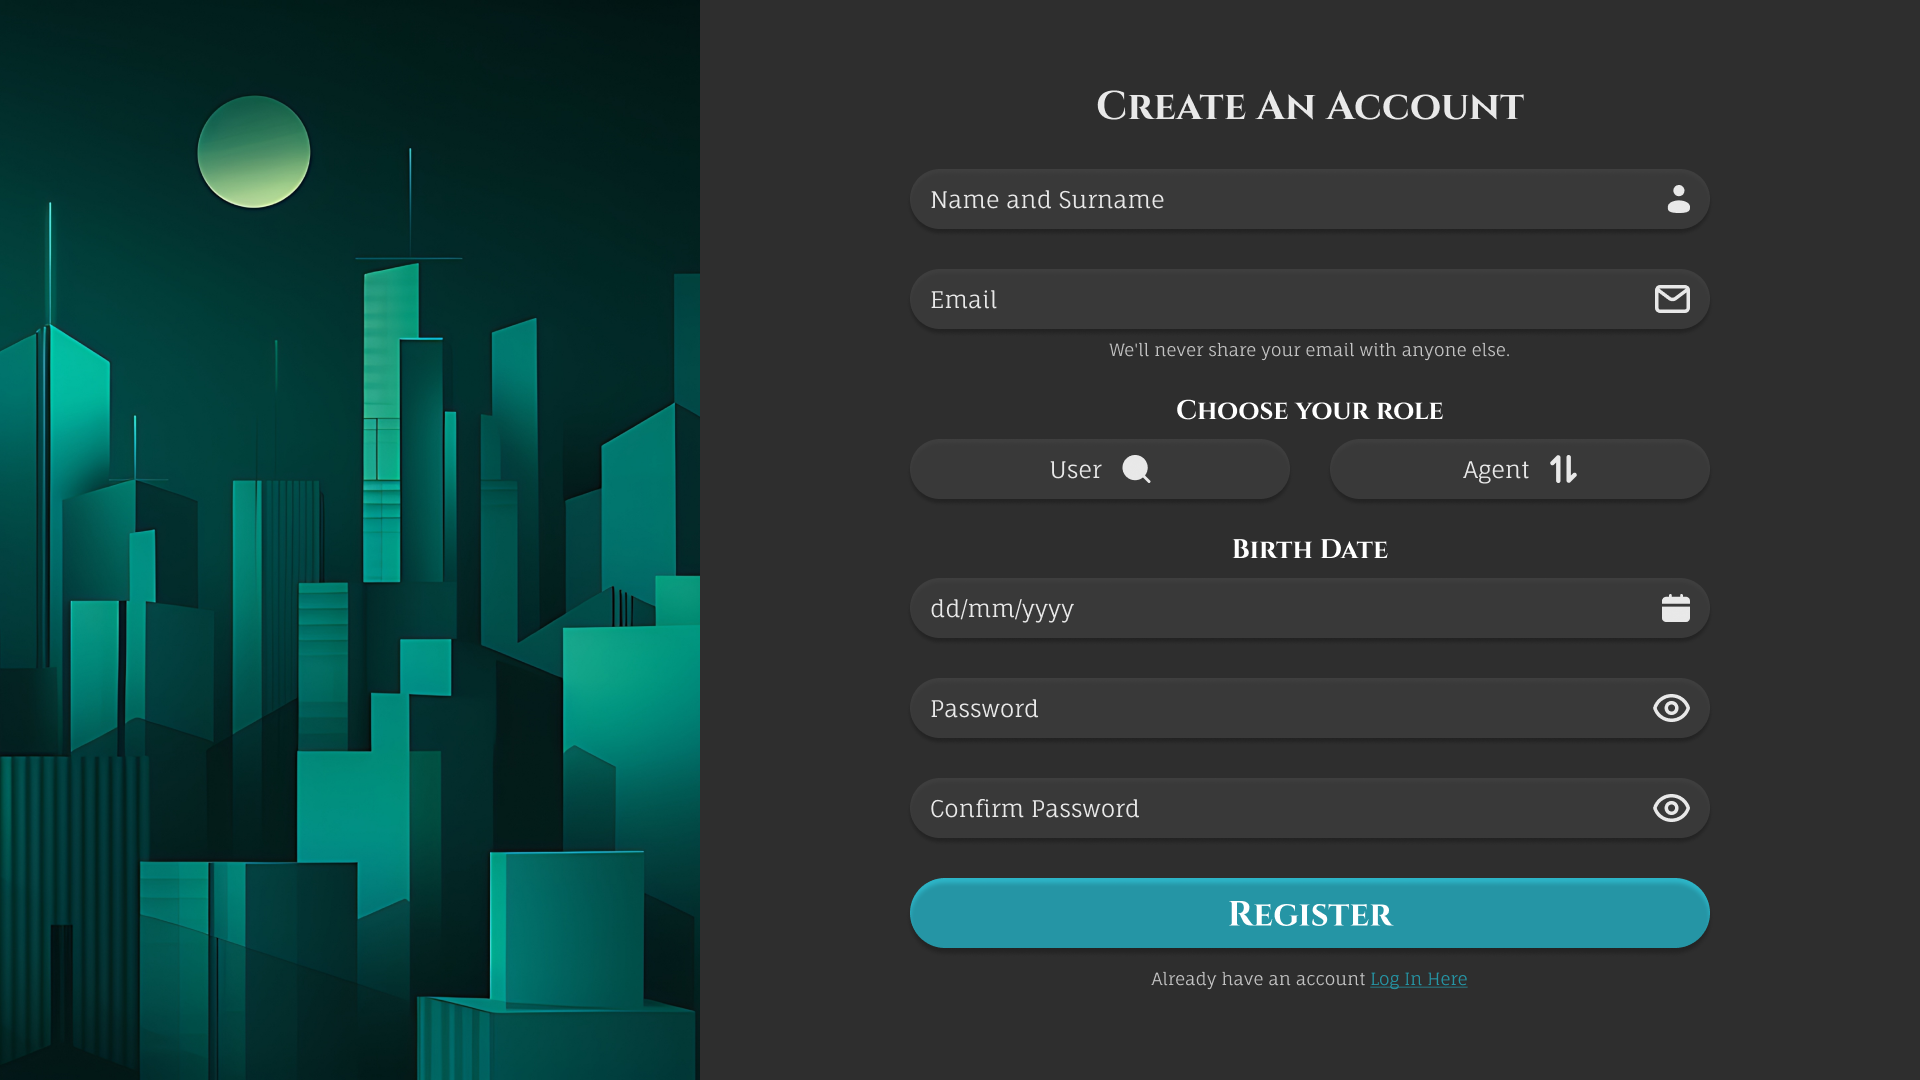 Create An Account
Name and Surname
Email
We'll never share your email with anyone else.
Choose your role
User
Agent
Birth Date
dd/mm/yyyy
Password
Confirm Password
Register
Already have an account Log In Here